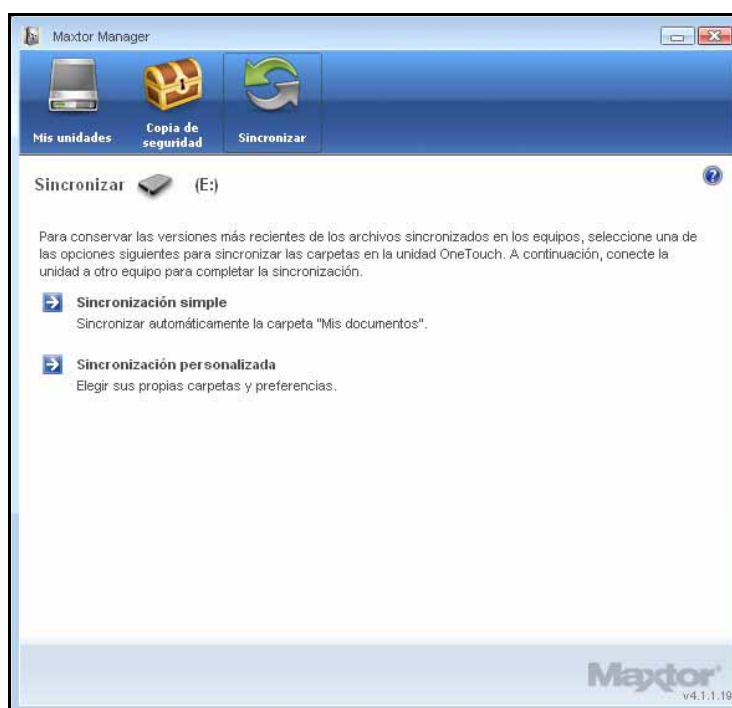 Maxtor Manager
Mis unidades
Copia de
seguridad
Sincronizar
Sincronizar (E:)
Para conservar las versiones más recientes de los archivos sincronizados en los equipos, seleccione una de
las opciones siguientes para sincronizar las carpetas en la unidad OneTouch. A continuación, conecte la
unidad a otro equipo para completar la sincronización.
Sincronización simple
Sincronizar automáticamente la carpeta "Mis documentos".
Sincronización personalizada
Elegir sus propias carpetas y preferencias.
Maxtor
v4.1.1.19